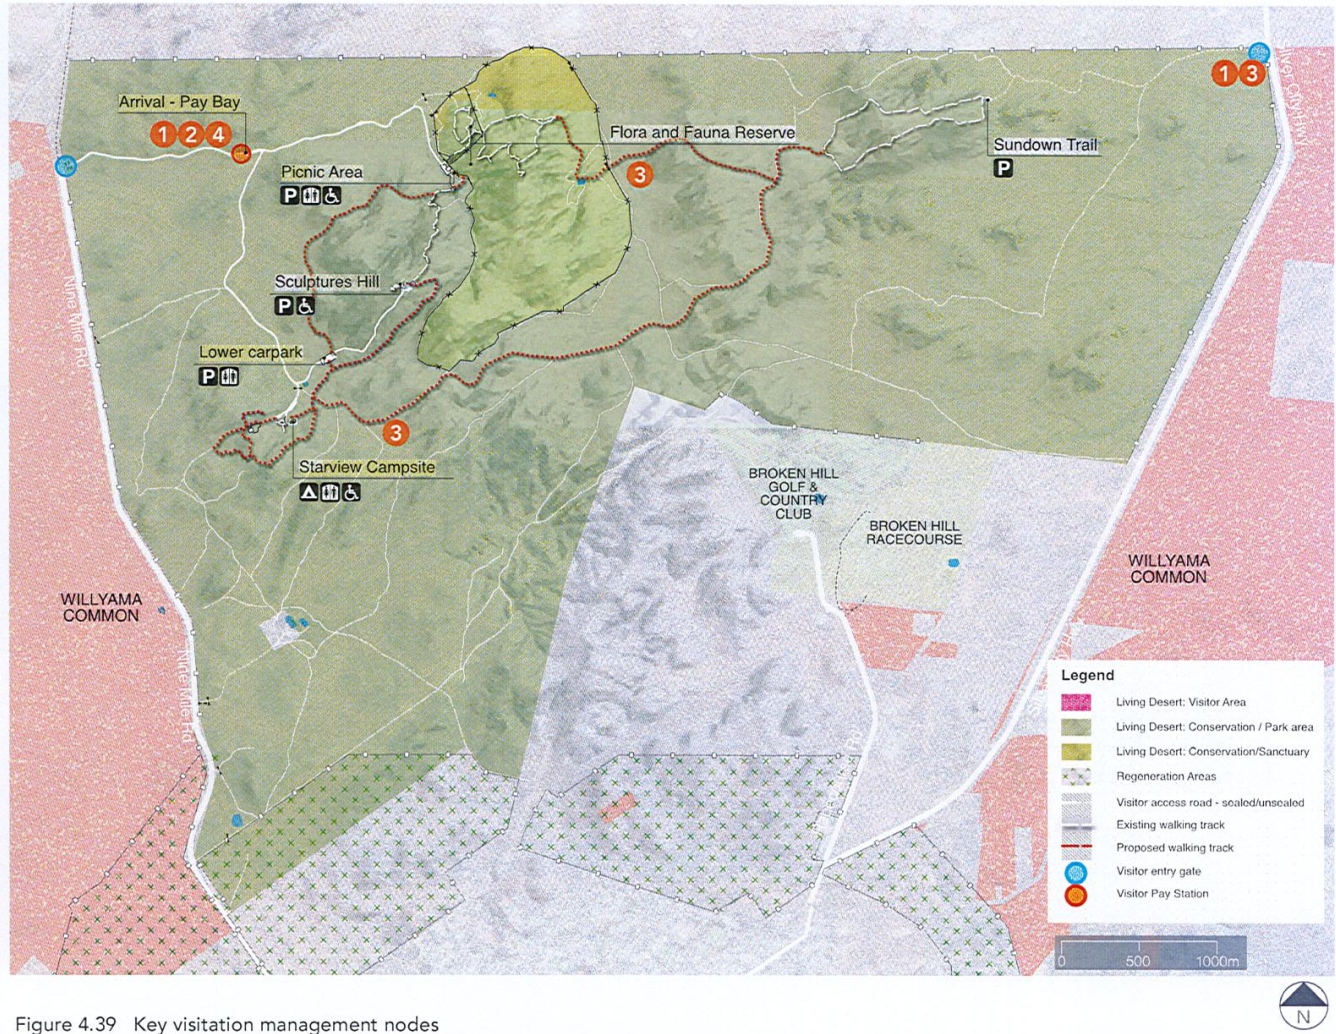 Arrival - Pay Bay
1 2 4
1 3
Silver City Hwy
Flora and Fauna Reserve
3
Sundown Trail
P
Picnic Area
P
Sculptures Hill
P
Nine Mile Rd
Lower carpark
P
3
Starview Campsite
BROKEN HILL
GOLF &
COUNTRY
CLUB
BROKEN HILL
RACECOURSE
WILLYAMA
COMMON
WILLYAMA
COMMON
Nine Mile Rd
Legend
Living Desert: Visitor Area
Living Desert: Conservation / Park area
Living Desert: Conservation/Sanctuary
Regeneration Areas
Visitor access road - sealed/unsealed
Existing walking track
Proposed walking track
Visitor entry gate
Visitor Pay Station
0 500 1000m
N
Figure 4.39 Key visitation management nodes